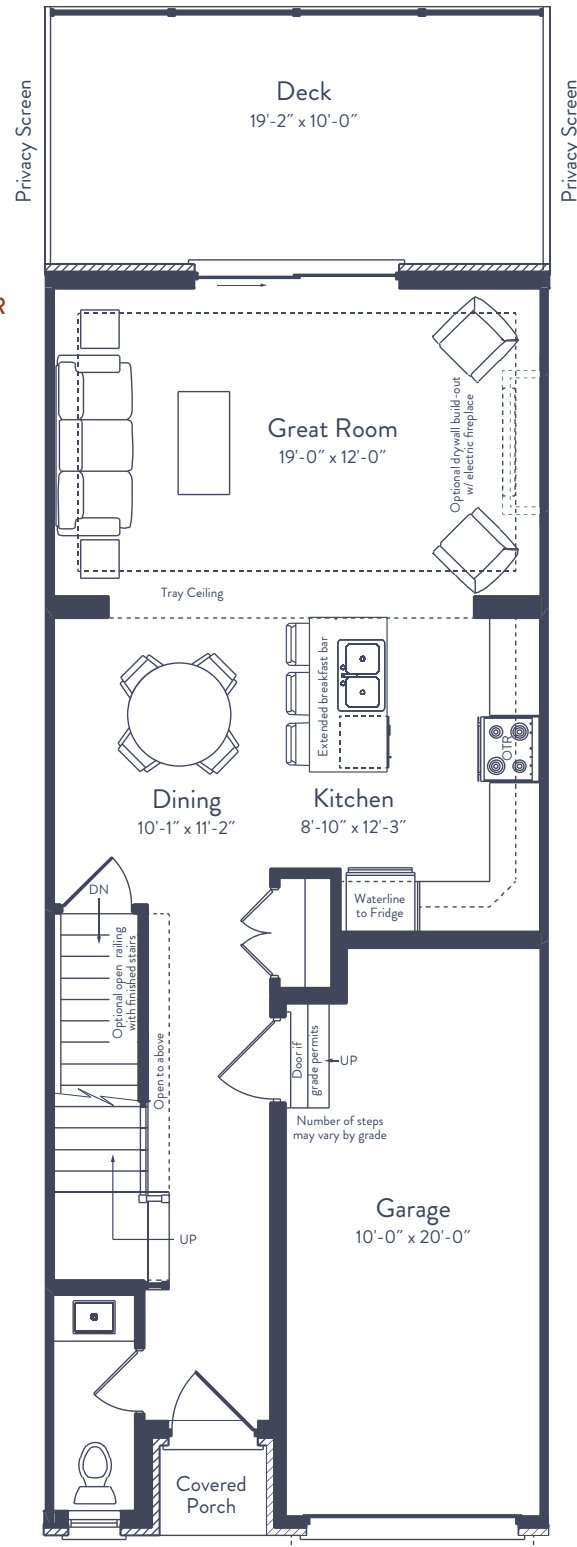 Deck
19'-2" x 10'-0"
Privacy Screen
Privacy Screen
R
Great Room
19'-0" x 12'-0"
Optional drywall build-out
w/ electric fireplace
Tray Ceiling
Extended breakfast bar
OTR
Dining
10'-1" x 11'-2"
Kitchen
8'-10" x 12'-3"
Waterline
to Fridge
DN
Optional open railing
with finished stairs
Open to above
Door if
grade permits
UP
Number of steps
may vary by grade
Garage
10'-0" x 20'-0"
UP
Covered
Porch